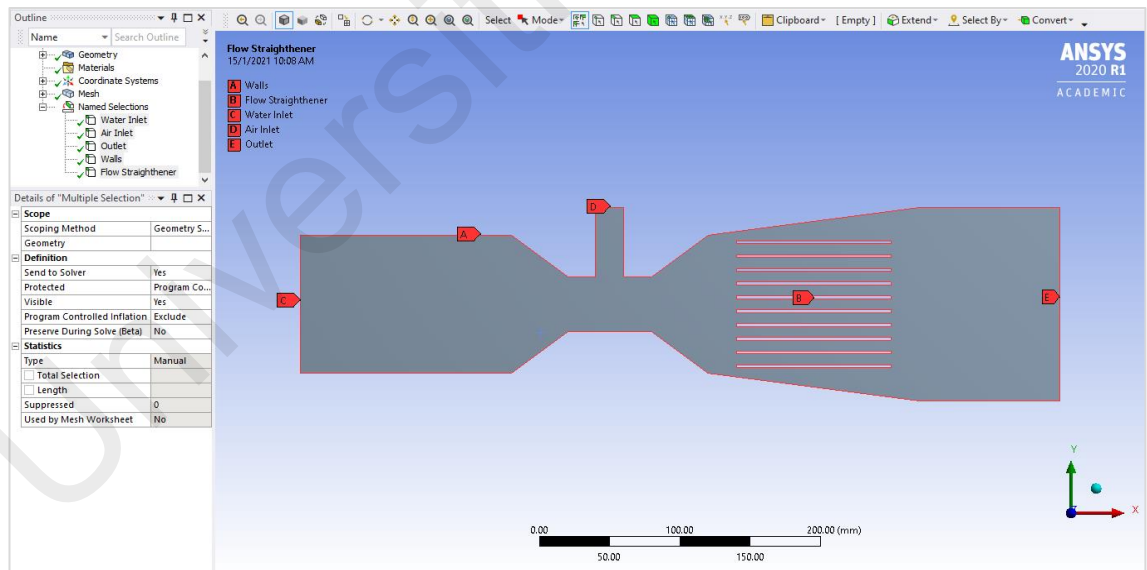 Outline
Name
Search Outline
Geometry
Materials
Coordinate Systems
Mesh
Named Selections
Water Inlet
Air Inlet
Outlet
Walls
Flow Straighthener
Details of "Multiple Selection"
Scope
Scoping Method Geometry S...
Geometry
Definition
Send to Solver Yes
Protected Program Co...
Visible Yes
Program Controlled Inflation Exclude
Preserve During Solve (Beta) No
Statistics
Type Manual
Total Selection
Length
Suppressed 0
Used by Mesh Worksheet No
Select Mode Clipboard [ Empty ] Extend Select By Convert
Flow Straighthener
15/1/2021 10:08 AM
A Walls
B Flow Straighthener
C Water Inlet
D Air Inlet
E Outlet
ANSYS
2020 R1
ACADEMIC
D
A
C
B
E
Y
X
0.00 100.00 200.00 (mm)
50.00 150.00
Universit